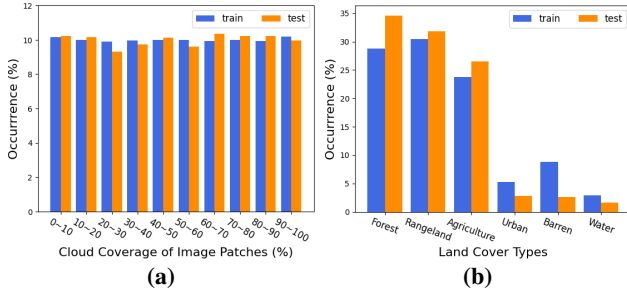 train
test
12
10
8
6
4
2
0
Occurrrence (%)
0~10
10~20
20~30
30~40
40~50
50~60
60~70
70~80
80~90
90~100
Cloud Coverage of Image Patches (%)
(a)
train
test
35
30
25
20
15
10
5
0
Occurrrence (%)
Forest
Rangeland
Agriculture
Urban
Barren
Water
Land Cover Types
(b)